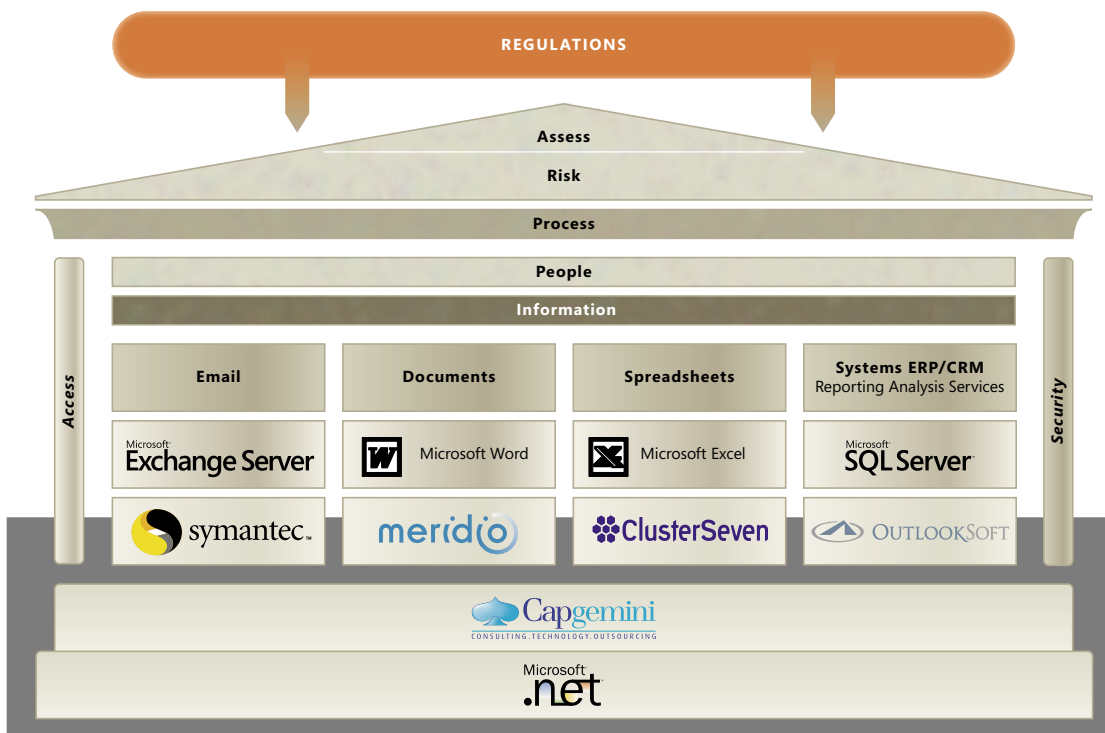 REGULATIONS
Assess
Risk
Process
People
Information
Access
Email
Documents
Spreadsheets
Systems ERP/CRM
Reporting Analysis Services
Security
Microsoft
Exchange Server
Microsoft Word
Microsoft Excel
Microsoft
SQL Server
symantec™
meridio
ClusterSeven
OUTLOOKSOFT
Capgemini
CONSULTING.TECHNOLOGY.OUTSOURCING
Microsoft
.net